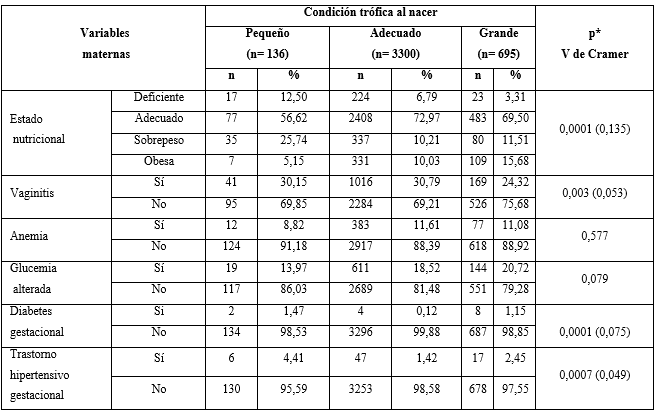 Variables maternas	Condición trófica al nacer	p* V de Cramer
Pequeño (n= 136)	Adecuado (n= 3300)	Grande (n= 695)
n	%	n	%	n	%
Estado nutricional	Deficiente	17	12,50	224	6,79	23	3,31	0,0001 (0,135)
Adecuado	77	56,62	2408	72,97	483	69,50
Sobrepeso	35	25,74	337	10,21	80	11,51
Obesa	7	5,15	331	10,03	109	15,68
Vaginitis	Sí	41	30,15	1016	30,79	169	24,32	0,003 (0,053)
No	95	69,85	2284	69,21	526	75,68
Anemia	Sí	12	8,82	383	11,61	77	11,08	0,577
No	124	91,18	2917	88,39	618	88,92
Glucemia alterada	Sí	19	13,97	611	18,52	144	20,72	0,079
No	117	86,03	2689	81,48	551	79,28
Diabetes gestacional	Si	2	1,47	4	0,12	8	1,15	0,0001 (0,075)
No	134	98,53	3296	99,88	687	98,85
Trastorno hipertensivo gestacional	Sí	6	4,41	47	1,42	17	2,45	0,0007 (0,049)
No	130	95,59	3253	98,58	678	97,55